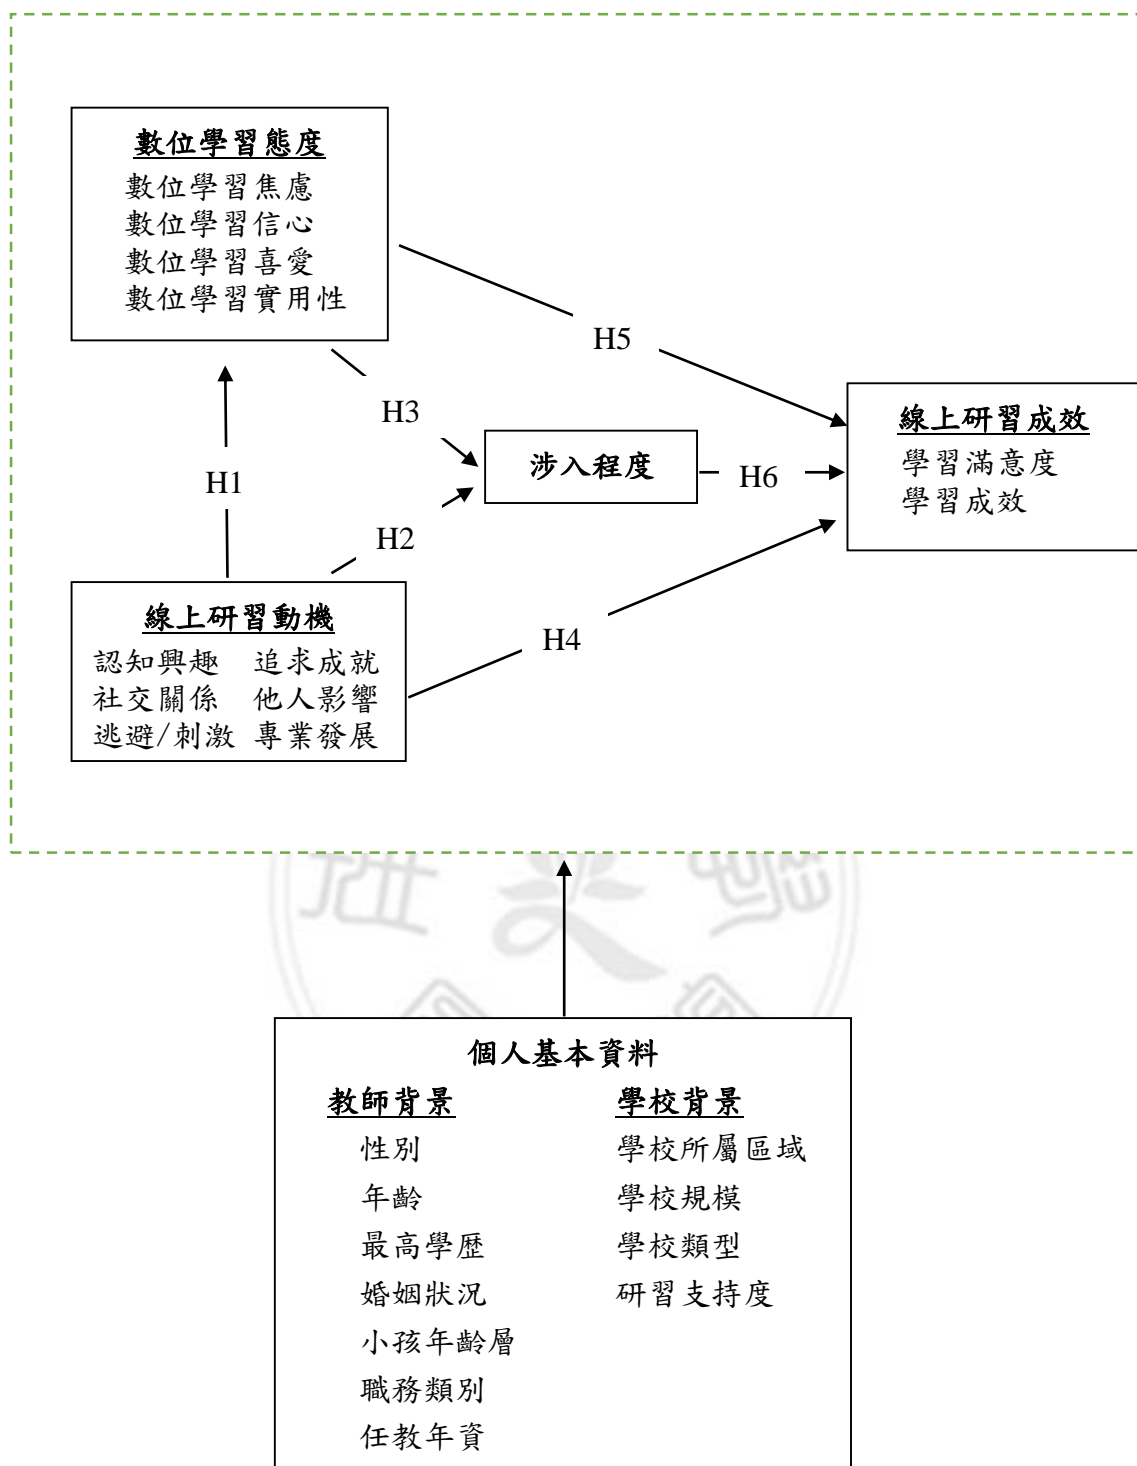 數位學習態度
數位學習焦慮
數位學習信心
數位學習喜愛
數位學習實用性
H5
H3
線上研習成效
學習滿意度
學習成效
涉入程度
H6
H1
H2
線上研習動機
認知興趣 追求成就
社交關係 他人影響
逃避/刺激 專業發展
H4
個人基本資料
教師背景 學校背景
性別 學校所屬區域
年齡 學校規模
最高學歷 學校類型
婚姻狀況 研習支持度
小孩年齡層
職務類別
任教年資